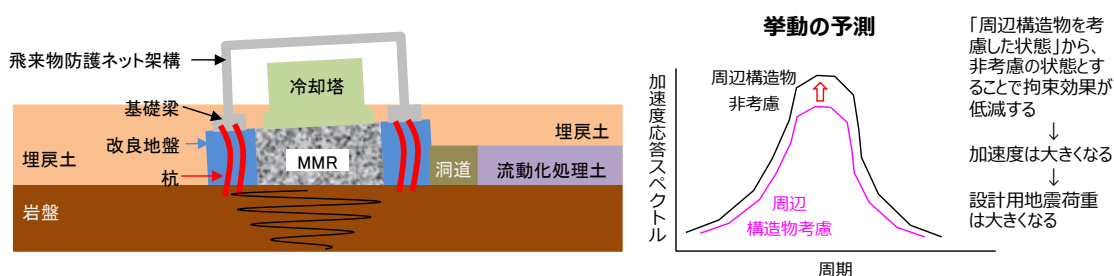 飛来物防護ネット架構
冷却塔
基礎梁
改良地盤
埋戻土
杭
MMR
洞道
埋戻土
流動化処理土
岩盤
挙動の予測
加速度応答スペクトル
周辺構造物
非考慮
周辺
構造物考慮
周期
「周辺構造物を考
慮した状態」から、
非考慮の状態とす
ることで拘束効果が
低減する
↓
加速度は大きくなる
↓
設計用地震荷重
は大きくなる